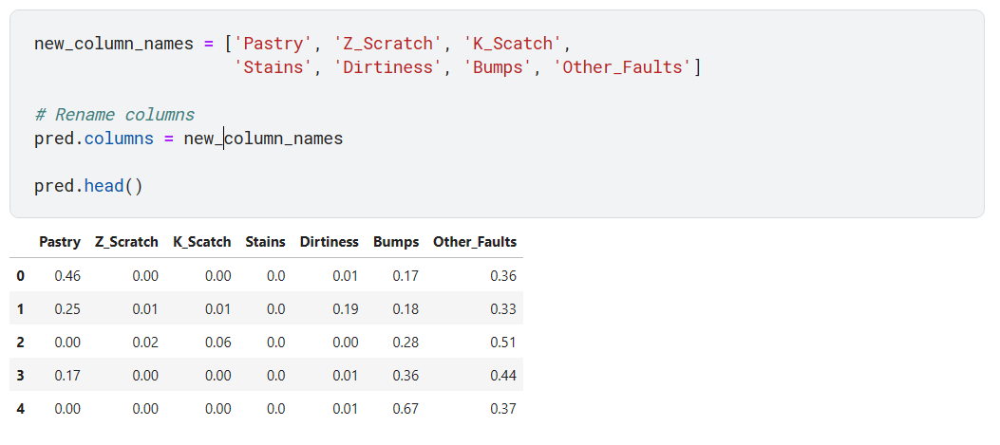 new_column_names = ['Pastry', 'Z_Scratch', 'K_Scatch',
'Stains', 'Dirtiness', 'Bumps', 'Other_Faults']
# Rename columns
pred.columns = new_column_names
pred.head()
Pastry Z_Scratch K_Scatch Stains Dirtiness Bumps Other_Faults
0 0.46 0.00 0.00 0.0 0.01 0.17 0.36
1 0.25 0.01 0.01 0.0 0.19 0.18 0.33
2 0.00 0.02 0.06 0.0 0.00 0.28 0.51
3 0.17 0.00 0.00 0.0 0.01 0.36 0.44
4 0.00 0.00 0.00 0.0 0.01 0.67 0.37